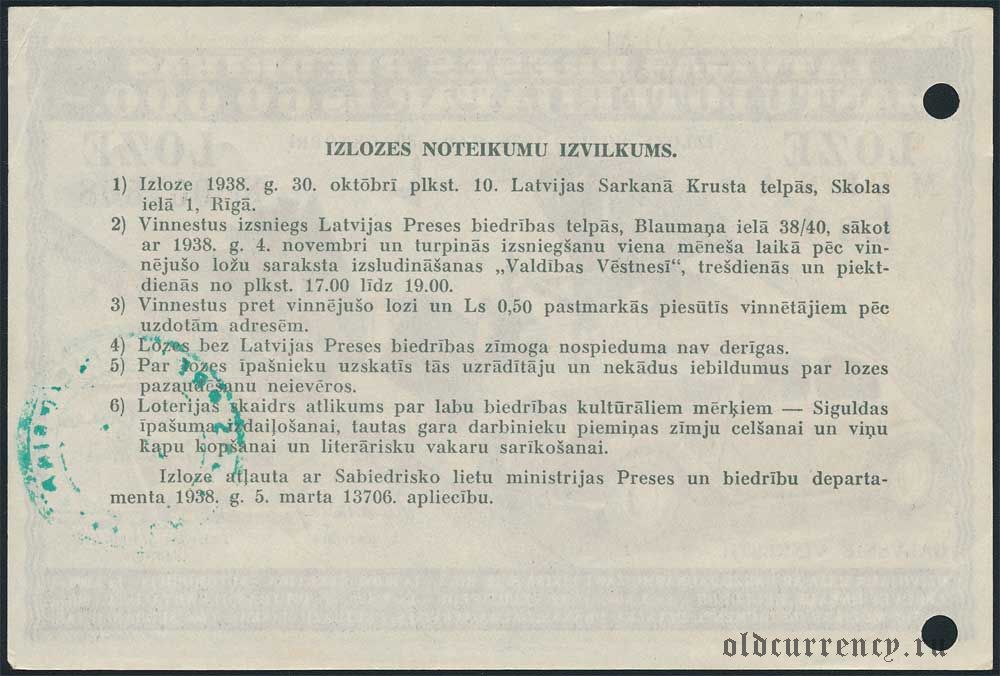 IZLOZES NOTEIKUMU IZVILKUMS.
1) Izloze 1938. g. 30. oktōbrī plkst. 10. Latvijas Sarkanā Krusta telpās, Skolas
ielā 1, Rīgā.
2) Vinnestus izsniegs Latvijas Preses biedrības telpās, Blaumaņa ielā 38/40, sākot
ar 1938. g. 4. novembri un turpinās izsniegšanu viena mēneša laikā pēc vin-
nējušo ložu saraksta izsludināšanas „Valdības Vēstnesī“, trešdienās un piekt-
dienās no plkst. 17.00 līdz 19.00.
3) Vinnestus pret vinnējušo lozi un Ls 0,50 pastmarkās piesūtīs vinnētājiem pēc
uzdotām adresēm.
4) Lozes bez Latvijas Preses biedrības zīmoga nospieduma nav derīgas.
5) Par lozes īpašnieku uzskatīs tās uzrādītāju un nekādus iebildumus par lozes
pazaudēšanu neievēros.
6) Loterijas skaidrs atlikums par labu biedrības kultūrāliem mērķiem — Siguldas
īpašuma izdaiļošanai, tautas gara darbinieku piemiņas zīmju celšanai un viņu
kapu kopšanai un literārisku vakaru sarīkošanai.
Izloze atļauta ar Sabiedrisko lietu ministrijas Preses un biedrību departa-
menta 1938. g. 5. marta 13706. apliecību.
LOZE
LOZE
oldcurrency.ru